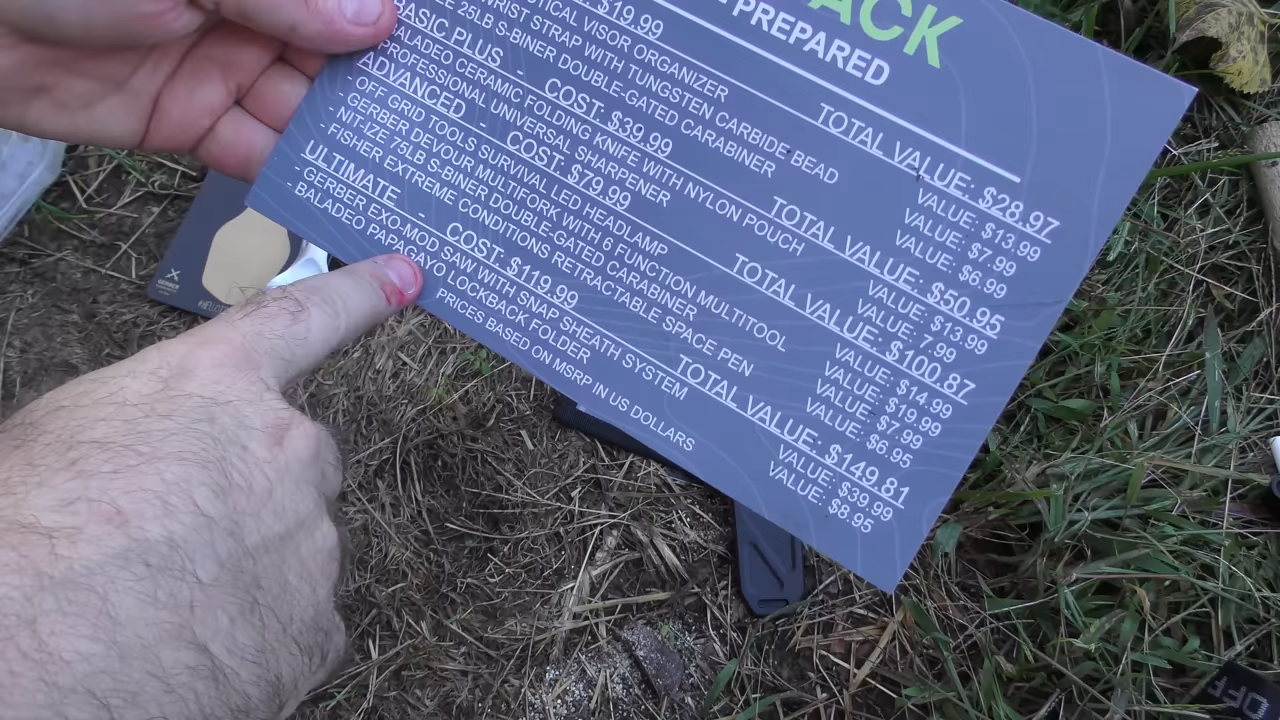 ACK
PREPARED
$19.99 TOTAL VALUE: $28.97
TICAL VISOR ORGANIZER VALUE: $13.99
WRIST STRAP WITH TUNGSTEN CARBIDE BEAD VALUE: $7.99
25LB S-BINER DOUBLE-GATED CARABINER VALUE: $6.99
BASIC PLUS - COST: $39.99 TOTAL VALUE: $50.95
BALADEO CERAMIC FOLDING KNIFE WITH NYLON POUCH VALUE: $13.99
PROFESSIONAL UNIVERSAL SHARPENER VALUE: 7.99
ADVANCED - COST: $79.99 TOTAL VALUE: $100.87
- OFF GRID TOOLS SURVIVAL LED HEADLAMP VALUE: $14.99
- GERBER DEVOUR MULTIFORK WITH 6 FUNCTION MULTITOOL VALUE: $19.99
- NIT-IZE 75LB S-BINER DOUBLE GATED CARABINER VALUE: $7.99
- FISHER EXTREME CONDITIONS RETRACTABLE SPACE PEN VALUE: $6.95
ULTIMATE - COST: $119.99 TOTAL VALUE: $149.81
- GERBER EXO-MOD SAW WITH SNAP SHEATH SYSTEM VALUE: $39.99
- BALADEO PAPAGAYO LOCKBACK FOLDER VALUE: $8.95
PRICES BASED ON MSRP IN US DOLLARS
GERBER
OFF